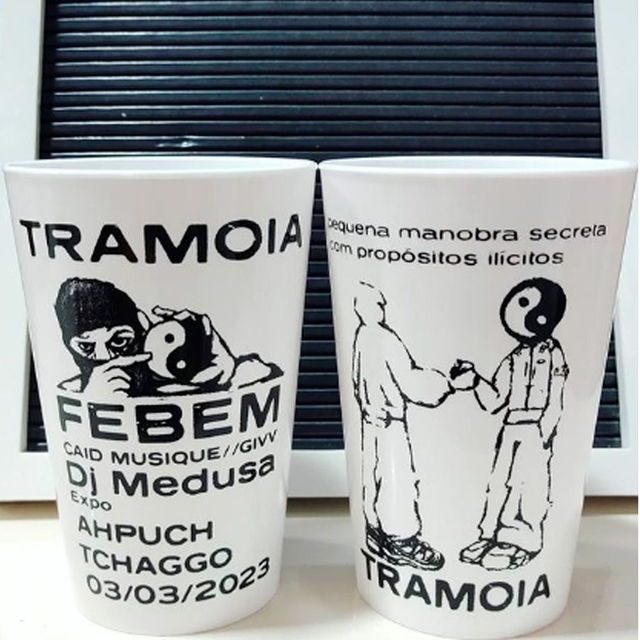 TRAMOIA
FEBEM
CAID MUSIQUE//GIVV
Dj Medusa
Expo
AHPUCH
TCHAGGO
03/03/2023
pequena manobra secreta
com propósitos ilícitos
TRAMOIA